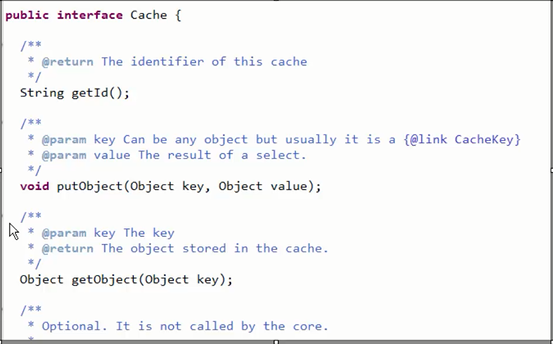 public interface Cache {
/**
* @return The identifier of this cache
*/
String getId();
/**
* @param key Can be any object but usually it is a {@link CacheKey}
* @param value The result of a select.
*/
void putObject(Object key, Object value);
/**
* @param key The key
* @return The object stored in the cache.
*/
Object getObject(Object key);
/**
* Optional. It is not called by the core.
*